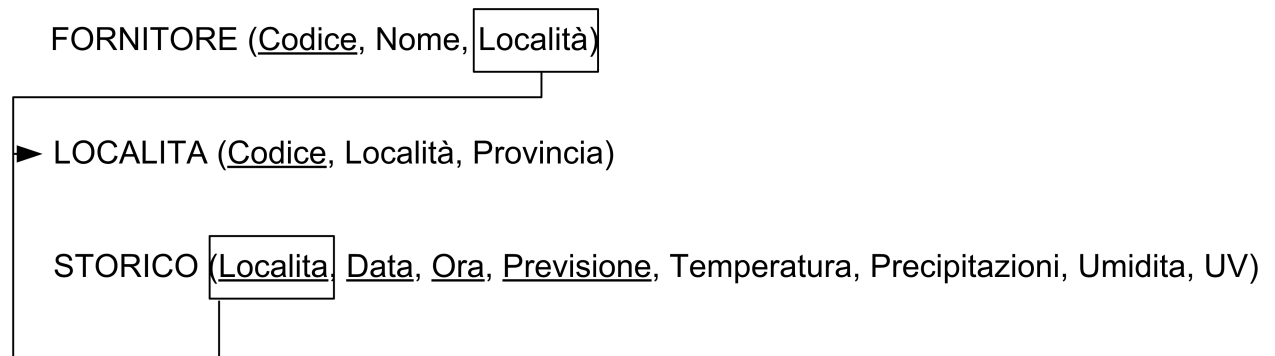 FORNITORE (Codice, Nome, Località)
LOCALITA (Codice, Località, Provincia)
STORICO (Localita, Data, Ora, Previsione, Temperatura, Precipitazioni, Umidita, UV)